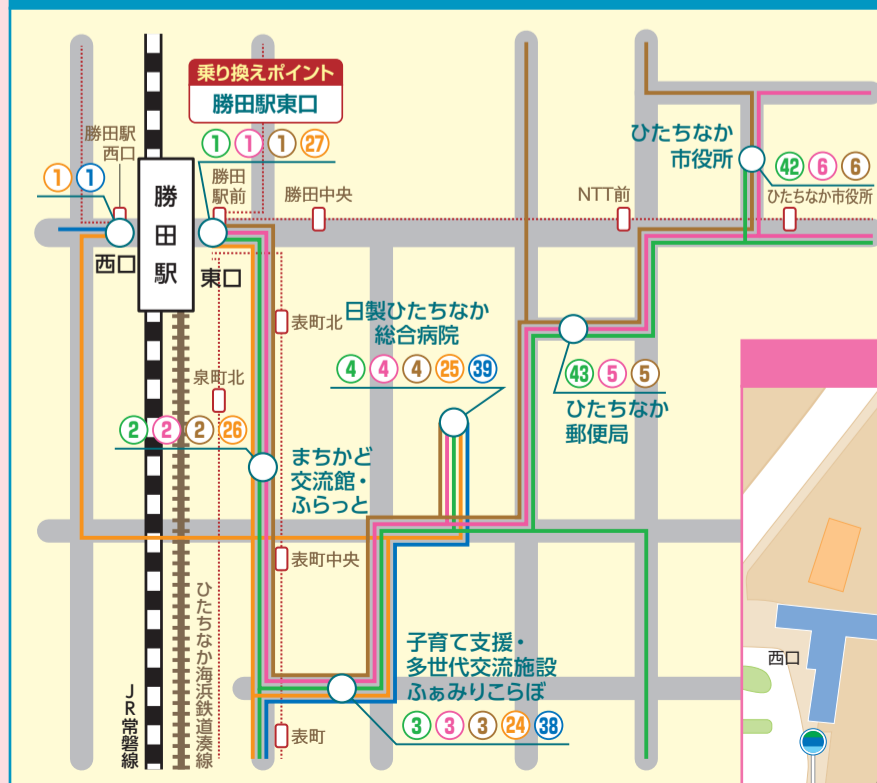 乗り換えポイント
勝田駅東口
1 1 1 27
勝田駅
西口
1 1
勝田
駅前
勝田中央
NTT前
ひたちなか
市役所
42 6 6
ひたちなか市役所
勝田駅
西口
東口
表町北
日製ひたちなか
総合病院
4 4 4 25 39
43 5 5
ひたちなか
郵便局
泉町北
2 2 2 26
まちかど
交流館・
ふらっと
表町中央
ひたちなか海浜鉄道湊線
JR常磐線
子育て支援・
多世代交流施設
ふぁみりこらぼ
3 3 3 24 38
表町
西口